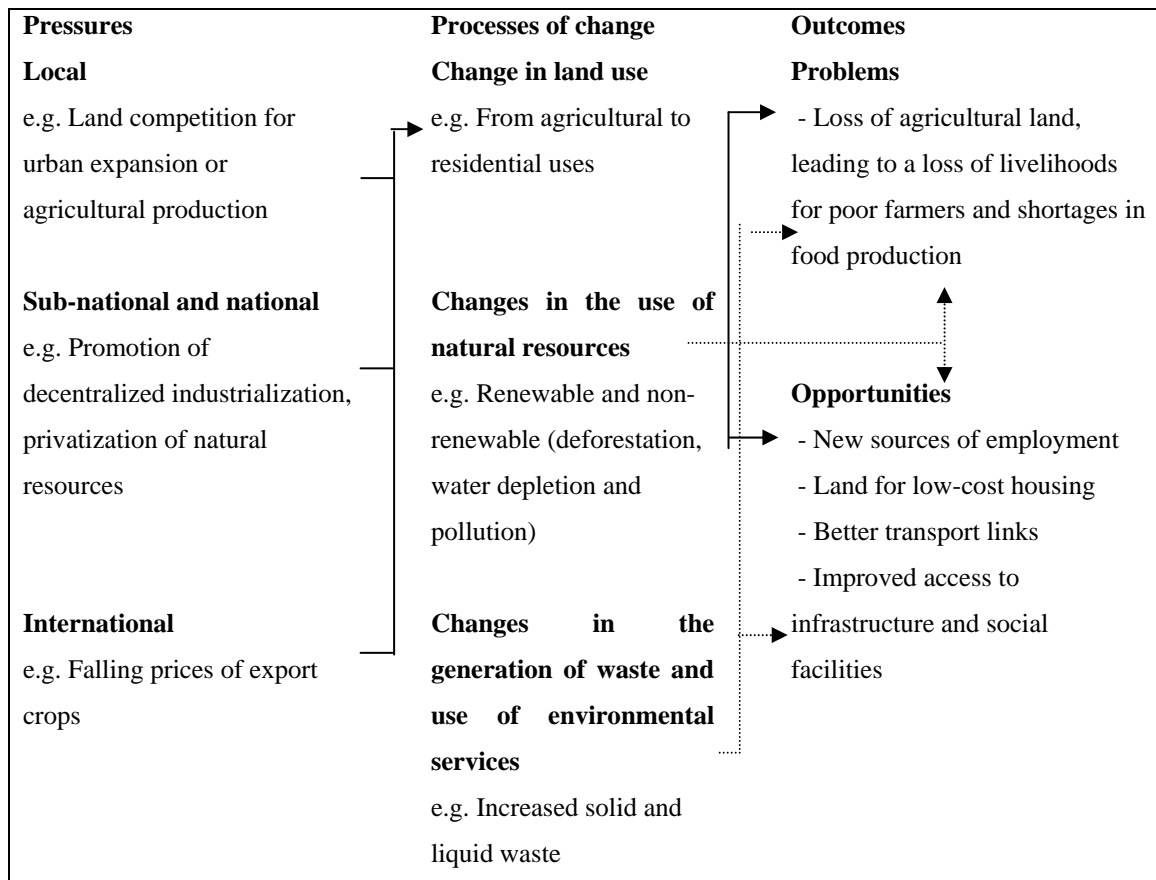 Pressures
Local
e.g. Land competition for
urban expansion or
agricultural production
Sub-national and national
e.g. Promotion of
decentralized industrialization,
privatization of natural
resources
International
e.g. Falling prices of export
crops
Processes of change
Change in land use
e.g. From agricultural to
residential uses
Changes in the use of
natural resources
e.g. Renewable and non-
renewable (deforestation,
water depletion and
pollution)
Changes in the
generation of waste and
use of environmental
services
e.g. Increased solid and
liquid waste
Outcomes
Problems
- Loss of agricultural land,
leading to a loss of livelihoods
for poor farmers and shortages in
food production
Opportunities
- New sources of employment
- Land for low-cost housing
- Better transport links
- Improved access to
infrastructure and social
facilities